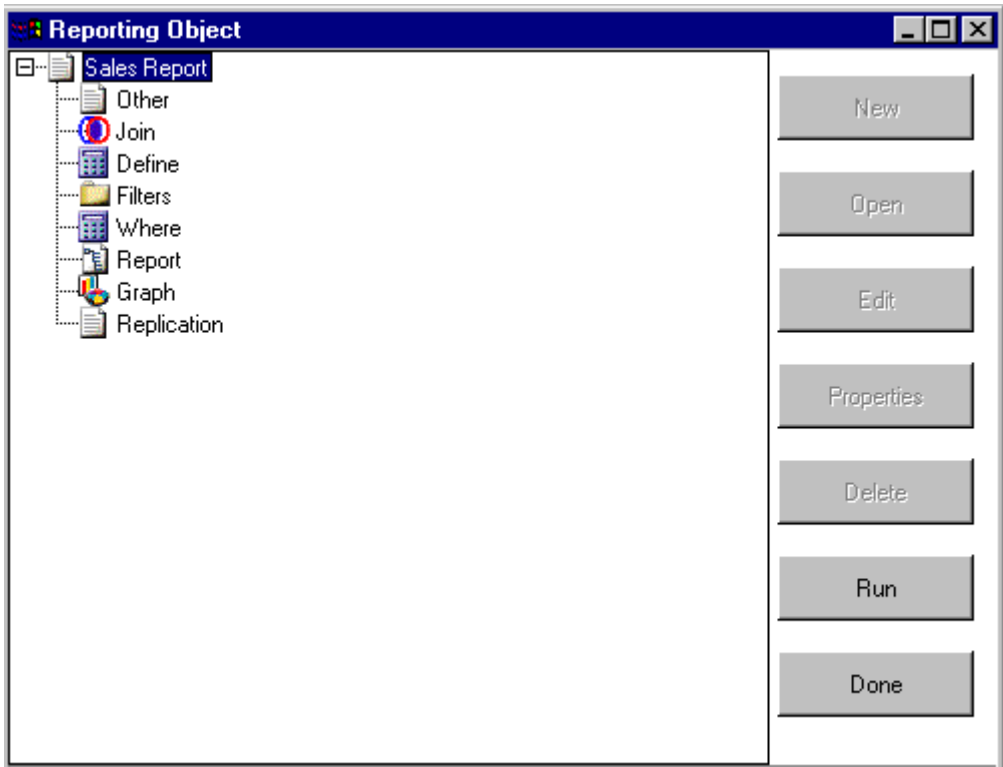 Reporting Object
Sales Report
Other
Join
Define
Filters
Where
Report
Graph
Replication
New
Open
Edit
Properties
Delete
Run
Done